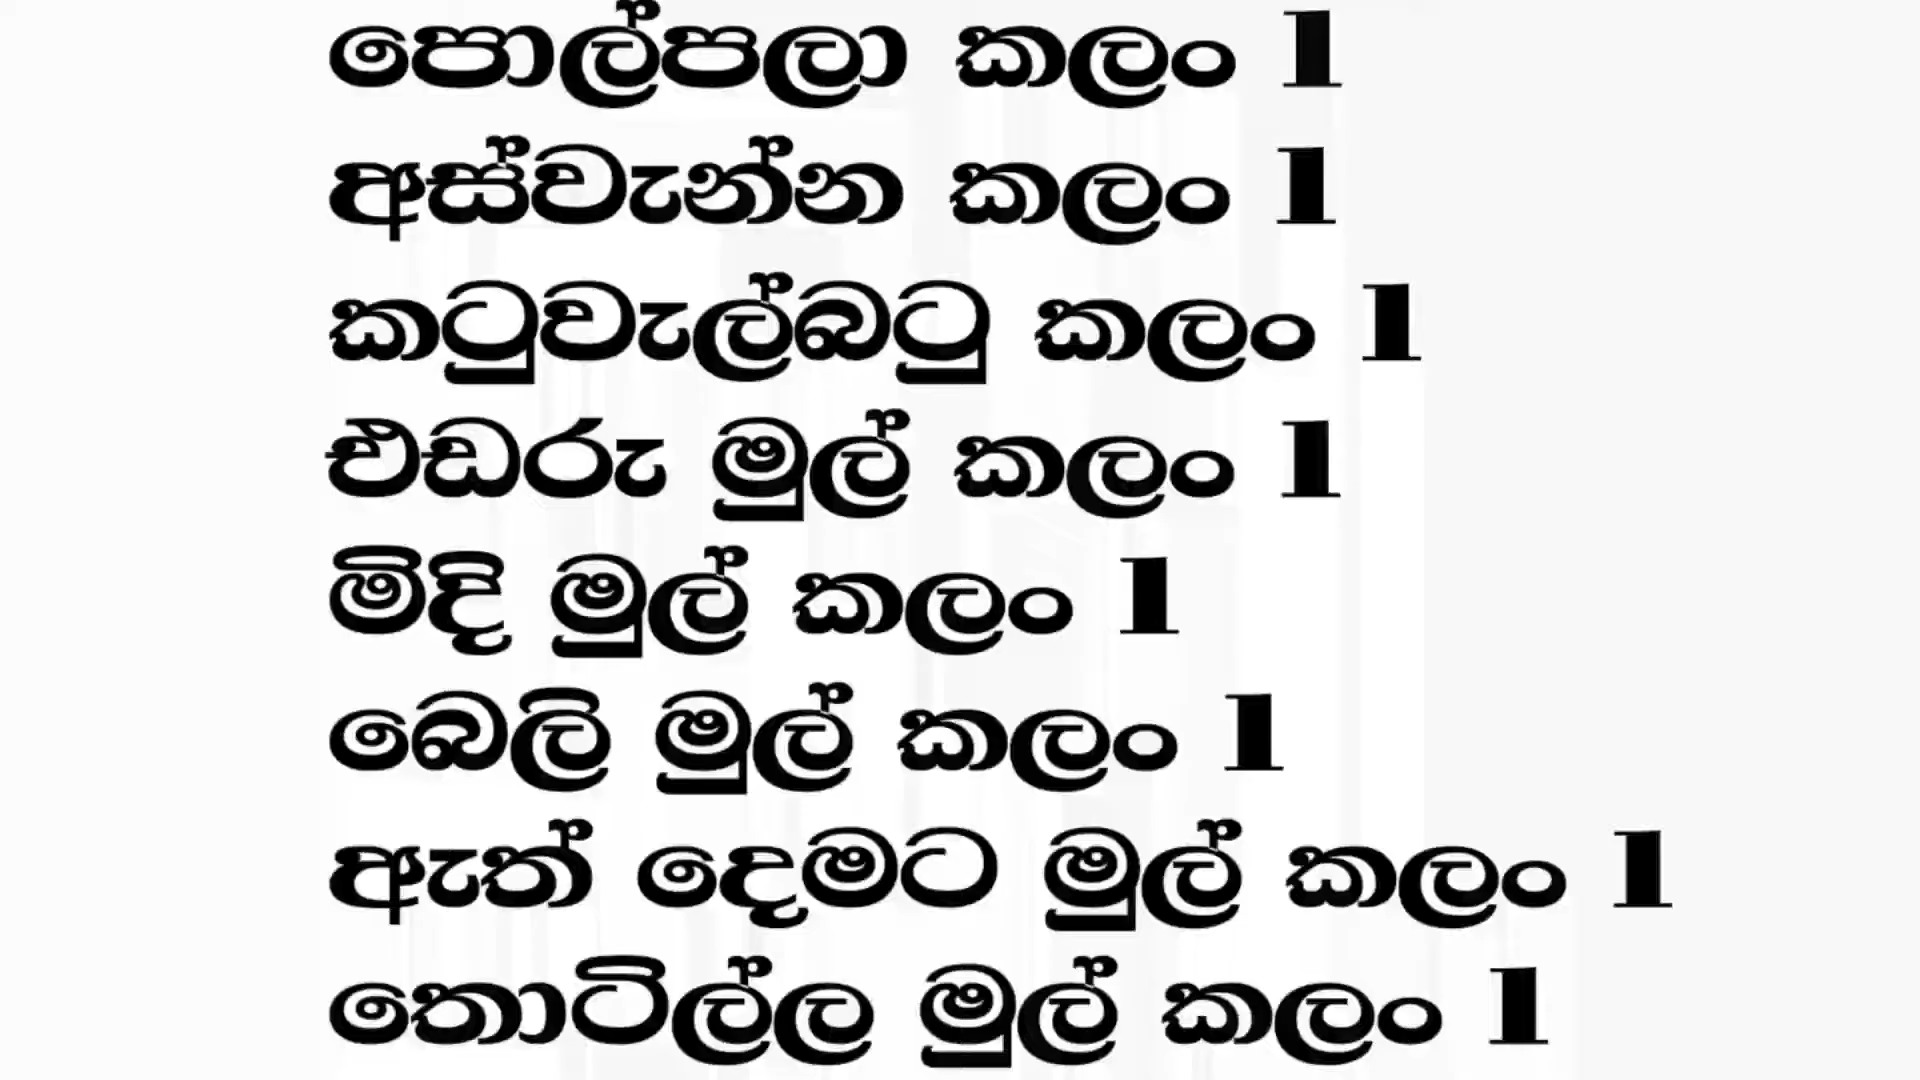 පොල්පලා කලං 1
අස්වැන්න කලං 1
කටුවැල්බටු කලං 1
එඩරු මුල් කලං 1
මිදි මුල් කලං 1
බෙලි මුල් කලං 1
ඇත් දෙමට මුල් කලං 1
තොටිල්ල මුල් කලං 1